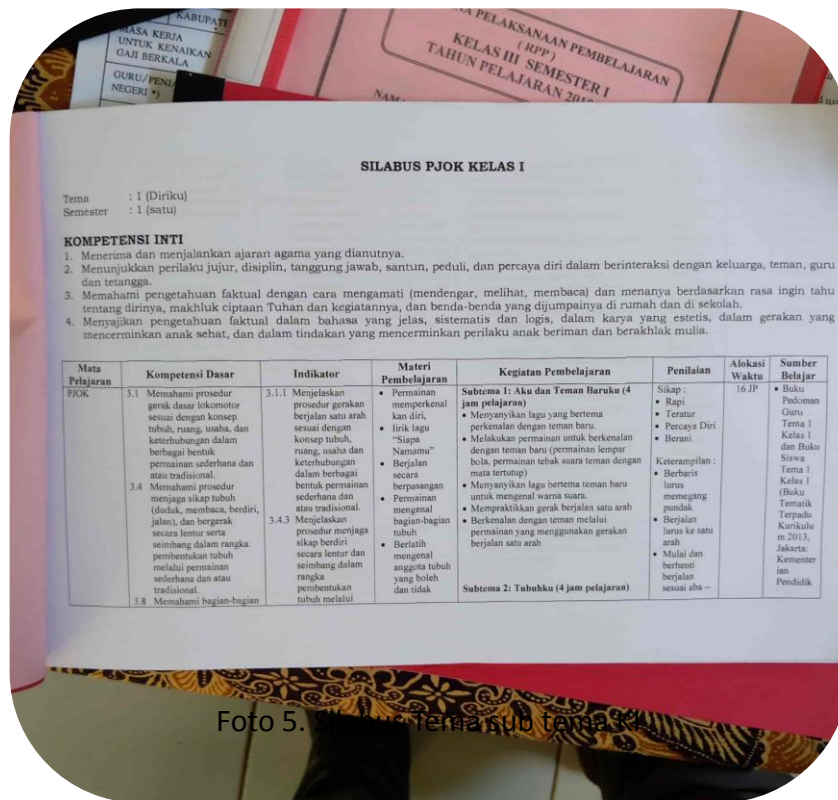 KABUPATE
MASA KERJA
UNTUK KENAIKAN
GAJI BERKALA
GURU/PENJ
NEGERI *)
PELAKSANAAN PEMBELAJARAN
( RPP )
KELAS III SEMESTER I
TAHUN PELAJARAN 201
NAMA
SILABUS PJOK KELAS I
Tema : 1 (Diriku)
Semester : 1 (satu)
KOMPETENSI INTI
1. Menerima dan menjalankan ajaran agama yang dianutnya.
2. Menunjukkan perilaku jujur, disiplin, tanggung jawab, santun, peduli, dan percaya diri dalam berinteraksi dengan keluarga, teman, guru
dan tetangga.
3. Memahami pengetahuan faktual dengan cara mengamati (mendengar, melihat, membaca) dan menanya berdasarkan rasa ingin tahu
tentang dirinya, makhluk ciptaan Tuhan dan kegiatannya, dan benda-benda yang dijumpainya di rumah dan di sekolah.
4. Menyajikan pengetahuan faktual dalam bahasa yang jelas, sistematis dan logis, dalam karya yang estetis, dalam gerakan yang
mencerminkan anak sehat, dan dalam tindakan yang mencerminkan perilaku anak beriman dan berakhlak mulia.
Mata
Pelajaran
Kompetensi Dasar
Indikator
Materi
Pembelajaran
Kegiatan Pembelajaran
Penilaian
Alokasi
Waktu
Sumber
Belajar
PJOK
3.1 Memahami prosedur
gerak dasar lokomotor
sesuai dengan konsep
tubuh, ruang, usaha, dan
keterhubungan dalam
berbagai bentuk
permainan sederhana dan
atau tradisional.
3.4 Memahami prosedur
menjaga sikap tubuh
(duduk, membaca, berdiri,
jalan), dan bergerak
secara lentur serta
seimbang dalam rangka
pembentukan tubuh
melalui permainan
sederhana dan atau
tradisional.
3.8 Memahami bagian-bagian
3.1.1 Menjelaskan
prosedur gerakan
berjalan satu arah
sesuai dengan
konsep tubuh,
ruang, usaha dan
keterhubungan
dalam berbagai
bentuk permainan
sederhana dan
atau tradisional.
3.4.3 Menjelaskan
prosedur menjaga
sikap berdiri
secara lentur dan
seimbang dalam
rangka
pembentukan
tubuh melalui
• Permainan
memperkenal
kan diri,
• lirik lagu
“Siapa
Namamu”
• Berjalan
secara
berpasangan
• Permainan
mengenal
bagian-bagian
tubuh
• Berlatih
mengenal
anggota tubuh
yang boleh
dan tidak
Subtema 1: Aku dan Teman Baruku (4
jam pelajaran)
• Menyanyikan lagu yang bertema
perkenalan dengan teman baru.
• Melakukan permainan untuk berkenalan
dengan teman baru (permainan lempar
bola, permainan tebak suara teman dengan
mata tertutup)
• Menyanyikan lagu bertema teman baru
untuk mengenal warna suara.
• Mempraktikkan gerak berjalan satu arah
• Berkenalan dengan teman melalui
permainan yang menggunakan gerakan
berjalan satu arah
Subtema 2: Tubuhku (4 jam pelajaran)
Sikap :
• Rapi
• Teratur
• Percaya Diri
• Berani
Keterampilan :
• Berbaris
lurus
memegang
pundak
• Berjalan
lurus ke satu
arah
• Mulai dan
berhenti
berjalan
sesuai aba –
16 JP
• Buku
Pedoman
Guru
Tema 1
Kelas 1
dan Buku
Siswa
Tema 1
Kelas 1
(Buku
Tematik
Terpadu
Kurikulu
m 2013,
Jakarta:
Kementer
ian
Pendidik
Foto 5. Silabus Tema sub tema KI